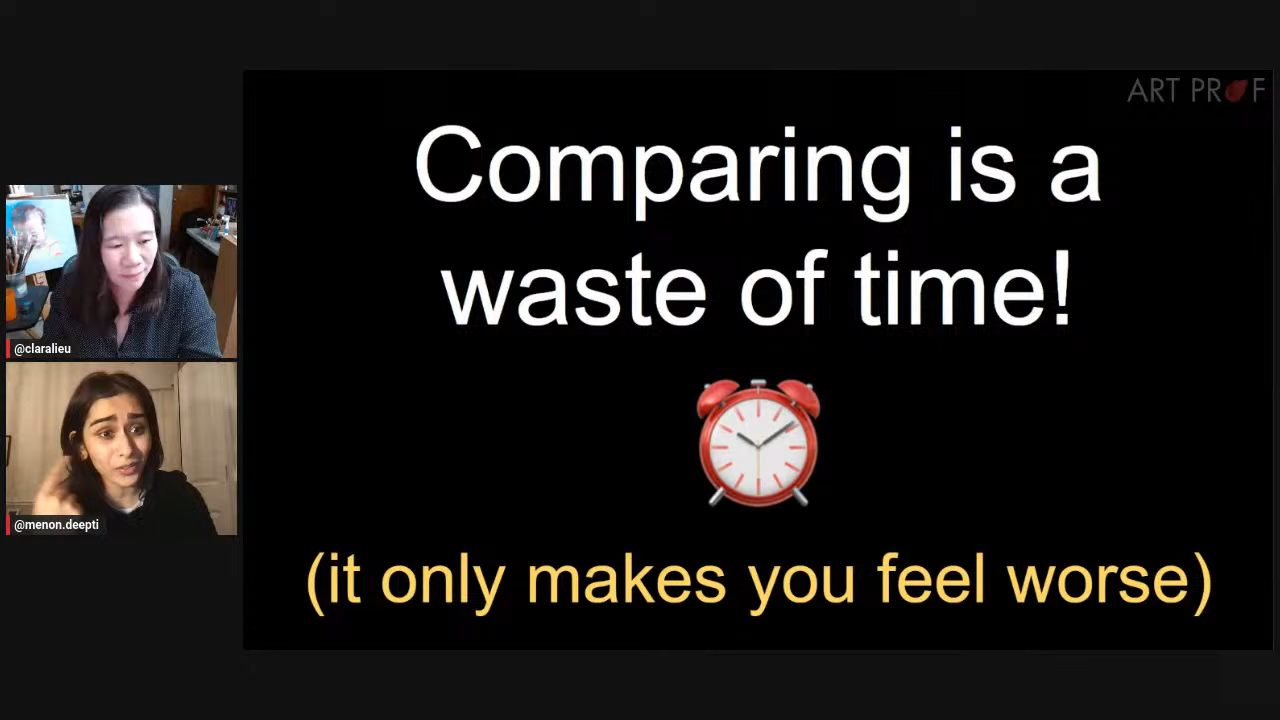 ART PROF
Comparing is a
waste of time!
(it only makes you feel worse)
@claralieu
@menon.deepti